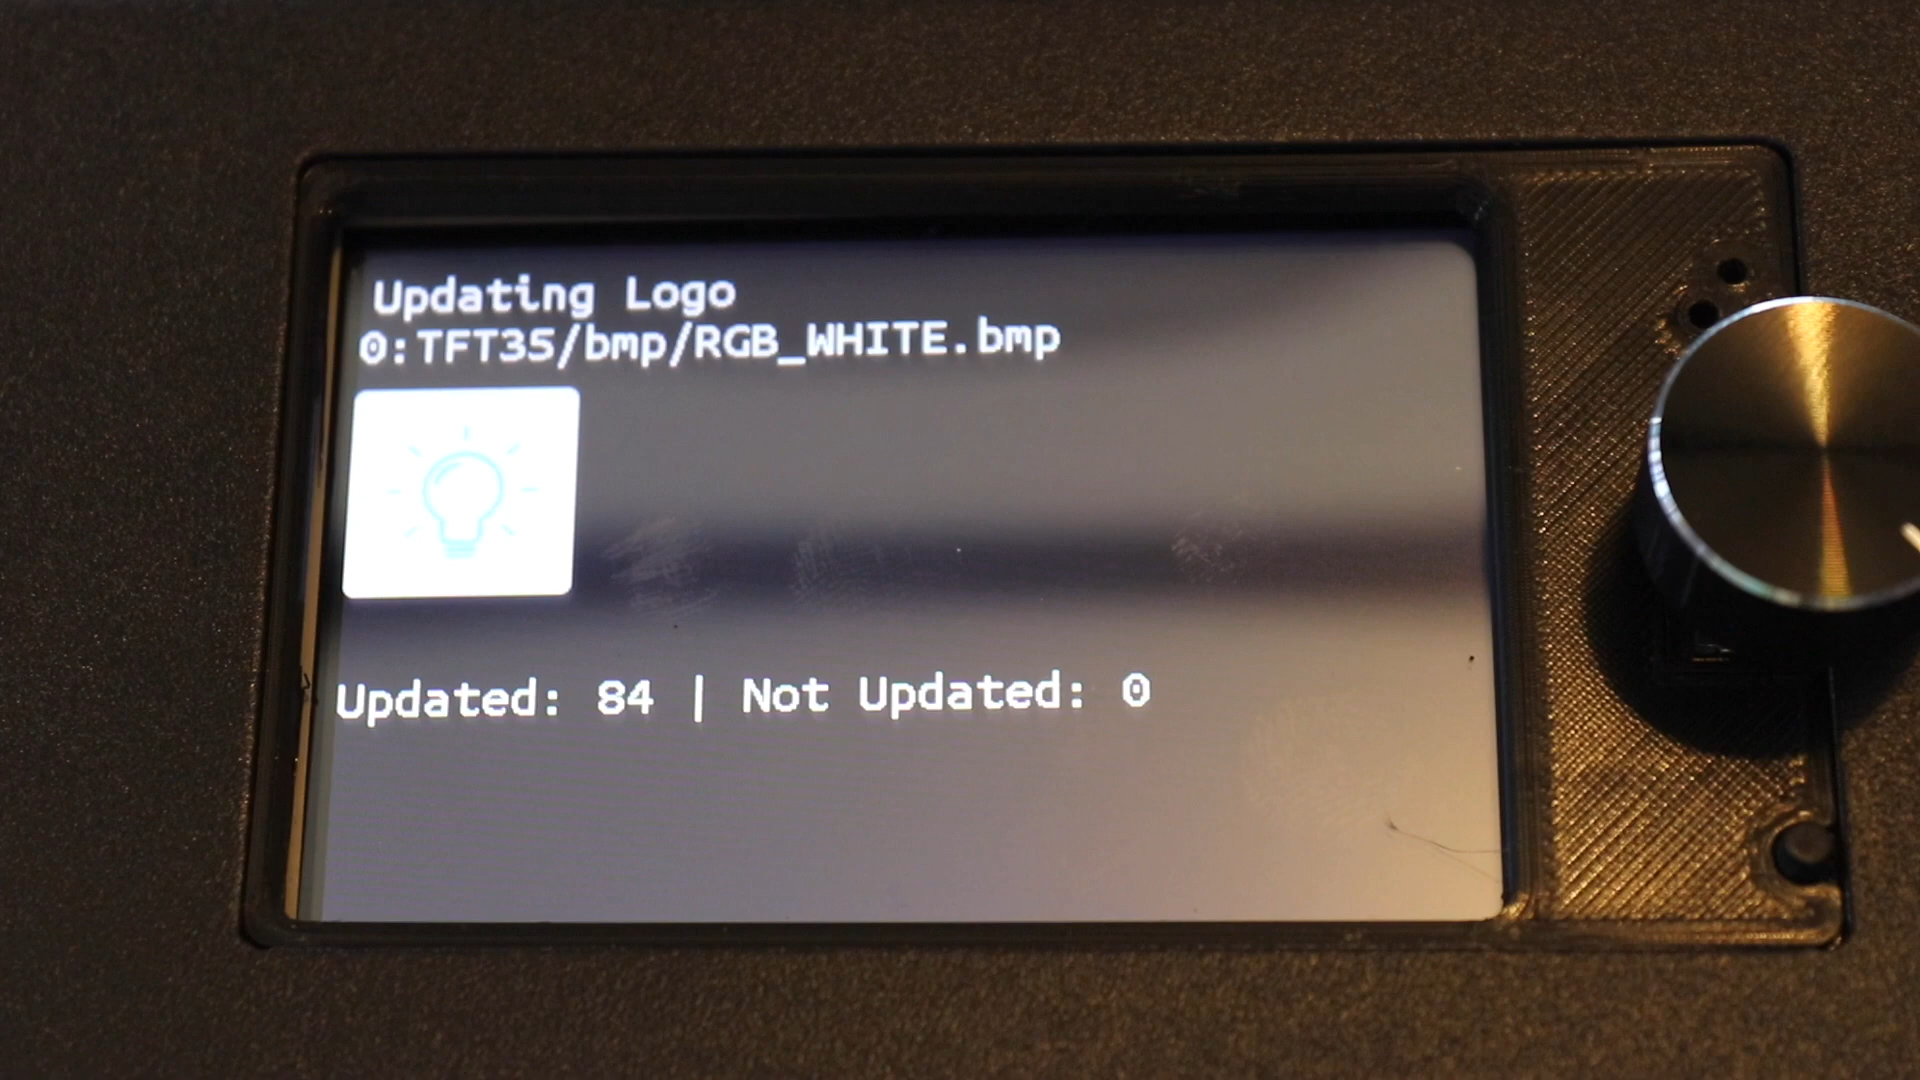 Updating Logo
0:TFT35/bmp/RGB_WHITE.bmp
Updated: 84 | Not Updated: 0